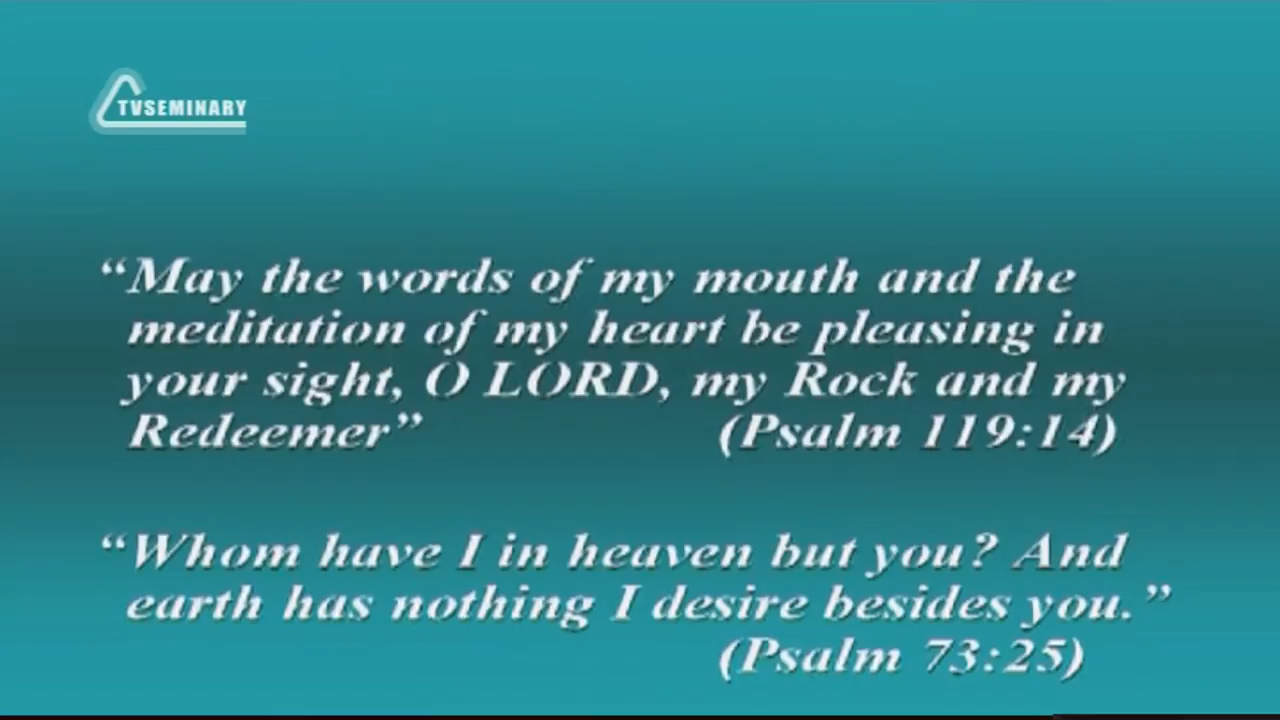 TVSEMINARY
“May the words of my mouth and the
meditation of my heart be pleasing in
your sight, O LORD, my Rock and my
Redeemer” (Psalm 119:14)
“Whom have I in heaven but you? And
earth has nothing I desire besides you.”
(Psalm 73:25)